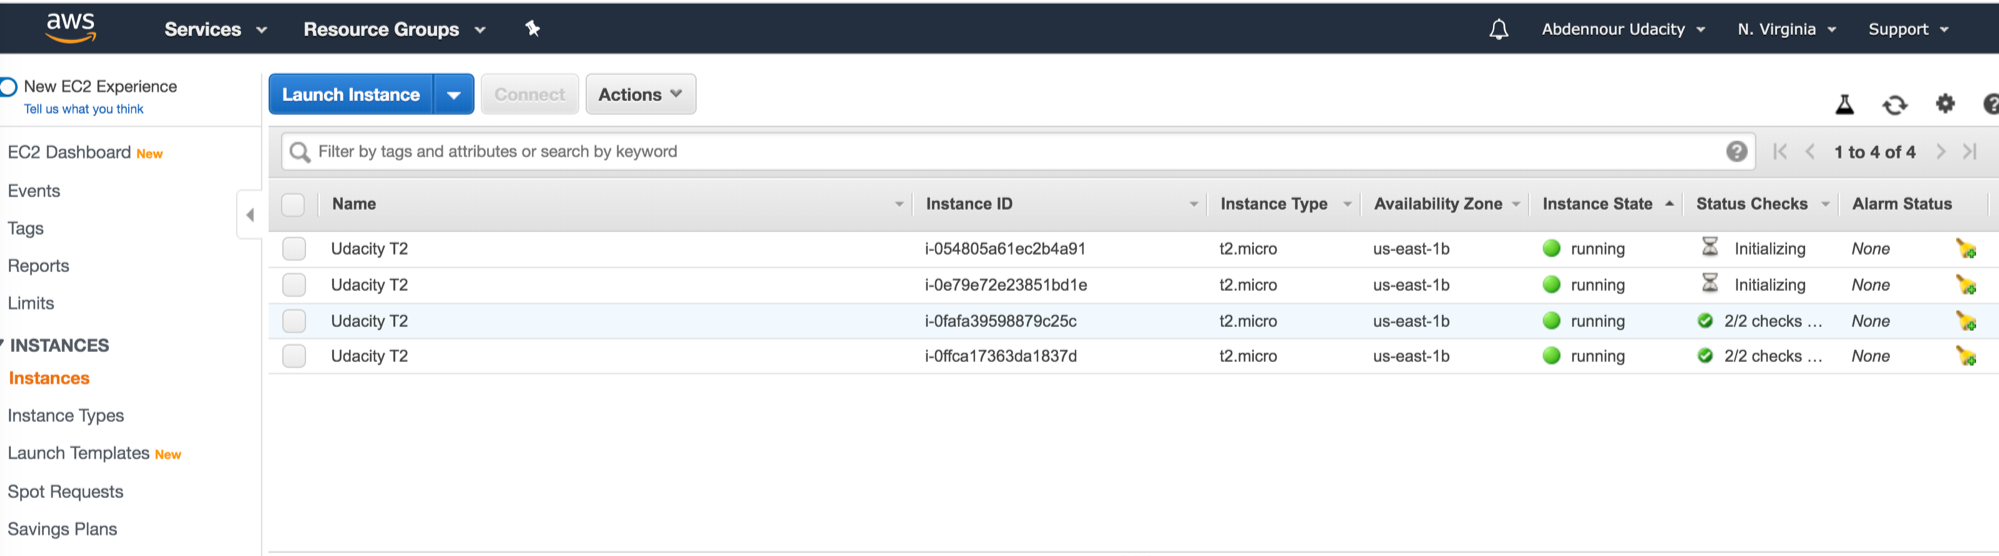 aws Services Resource Groups Abdennour Udacity N. Virginia Support
New EC2 Experience
Tell us what you think
EC2 Dashboard New
Events
Tags
Reports
Limits
INSTANCES
Instances
Instance Types
Launch Templates New
Spot Requests
Savings Plans
Launch Instance Connect Actions
Filter by tags and attributes or search by keyword ? 1 to 4 of 4
Name Instance ID Instance Type Availability Zone Instance State Status Checks Alarm Status
Udacity T2 i-054805a61ec2b4a91 t2.micro us-east-1b running Initializing None
Udacity T2 i-0e79e72e23851bd1e t2.micro us-east-1b running Initializing None
Udacity T2 i-0fafa39598879c25c t2.micro us-east-1b running 2/2 checks ... None
Udacity T2 i-0ffca17363da1837d t2.micro us-east-1b running 2/2 checks ... None